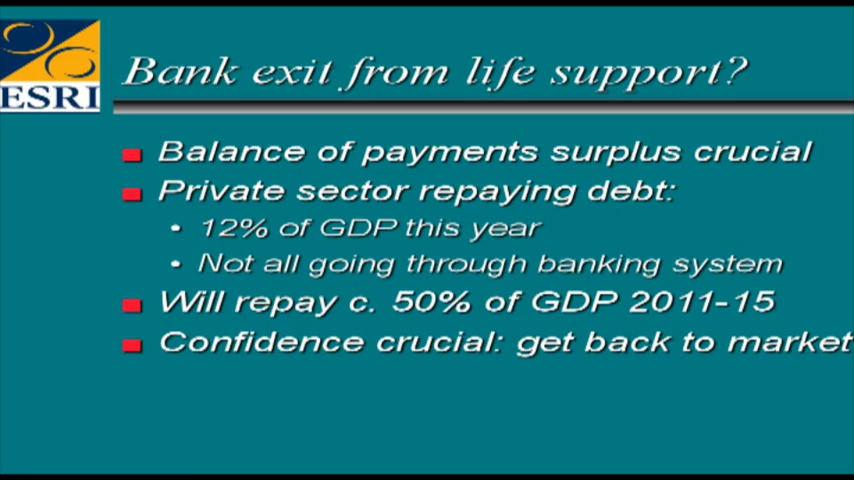 ESRI
Bank exit from life support?
Balance of payments surplus crucial
Private sector repaying debt:
12% of GDP this year
Not all going through banking system
Will repay c. 50% of GDP 2011-15
Confidence crucial: get back to market